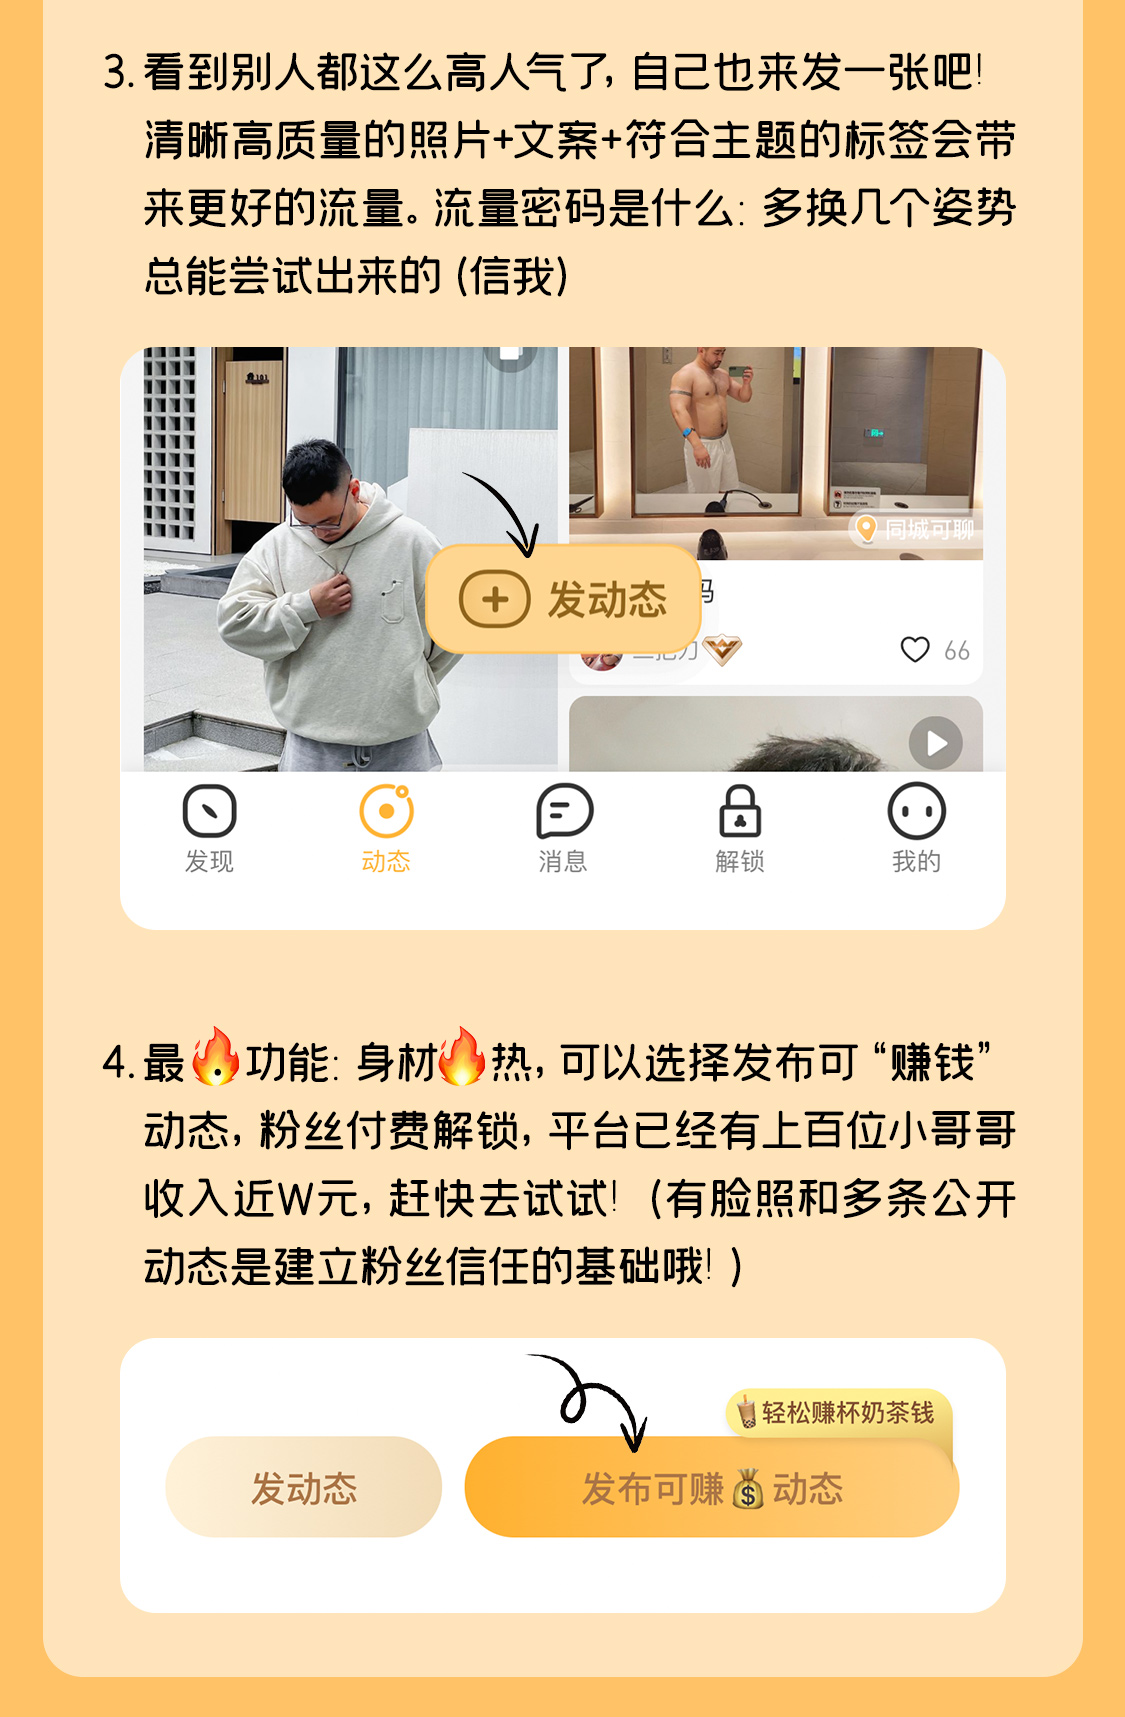 3. 看到别人都这么高人气了, 自己也来发一张吧!
清晰高质量的照片+文案+符合主题的标签会带
来更好的流量。流量密码是什么: 多换几个姿势
总能尝试出来的 (信我)
101
同城可聊
发动态
码
66
发现
动态
消息
解锁
我的
4. 最🔥功能: 身材🔥热, 可以选择发布可 “赚钱”
动态, 粉丝付费解锁, 平台已经有上百位小哥哥
收入近W元, 赶快去试试! (有脸照和多条公开
动态是建立粉丝信任的基础哦! )
轻松赚杯奶茶钱
发动态
发布可赚💰动态